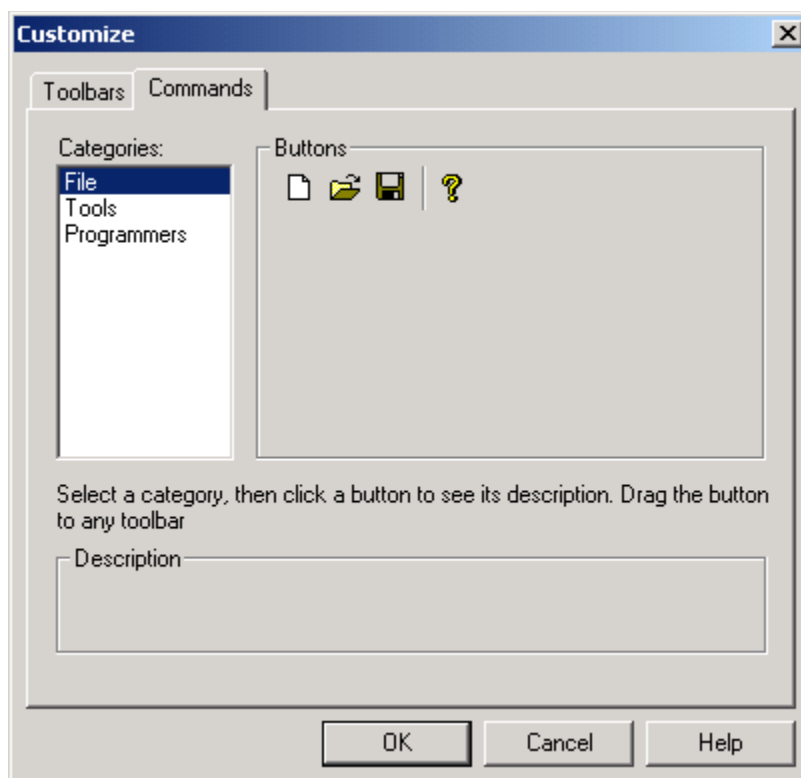 Customize
Toolbars
Commands
Categories:
File
Tools
Programmers
Buttons
Select a category, then click a button to see its description. Drag the button
to any toolbar
Description
OK
Cancel
Help